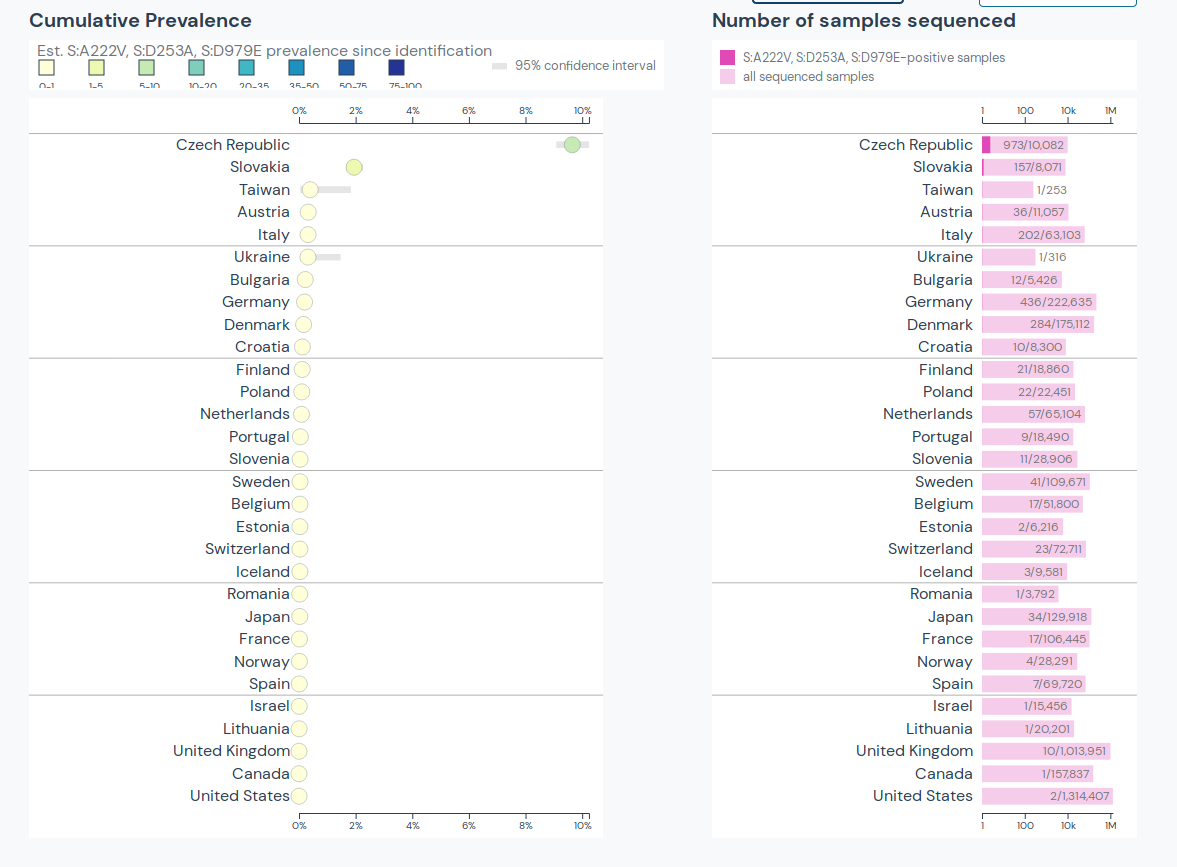 Cumulative Prevalence
Est. S:A222V, S:D253A, S:D979E prevalence since identification
0-1 1-5 5-10 10-20 20-35 35-50 50-75 75-100
95% confidence interval
0% 2% 4% 6% 8% 10%
Czech Republic
Slovakia
Taiwan
Austria
Italy
Ukraine
Bulgaria
Germany
Denmark
Croatia
Finland
Poland
Netherlands
Portugal
Slovenia
Sweden
Belgium
Estonia
Switzerland
Iceland
Romania
Japan
France
Norway
Spain
Israel
Lithuania
United Kingdom
Canada
United States
0% 2% 4% 6% 8% 10%
Number of samples sequenced
S:A222V, S:D253A, S:D979E-positive samples
all sequenced samples
1 100 10k 1M
Czech Republic 973/10,082
Slovakia 157/8,071
Taiwan 1/253
Austria 36/11,057
Italy 202/63,103
Ukraine 1/316
Bulgaria 12/5,426
Germany 436/222,635
Denmark 284/175,112
Croatia 10/8,300
Finland 21/18,860
Poland 22/22,451
Netherlands 57/65,104
Portugal 9/18,490
Slovenia 11/28,906
Sweden 41/109,671
Belgium 17/51,800
Estonia 2/6,216
Switzerland 23/72,711
Iceland 3/9,581
Romania 1/3,792
Japan 34/129,918
France 17/106,445
Norway 4/28,291
Spain 7/69,720
Israel 1/15,456
Lithuania 1/20,201
United Kingdom 10/1,013,951
Canada 1/157,837
United States 2/1,314,407
1 100 10k 1M